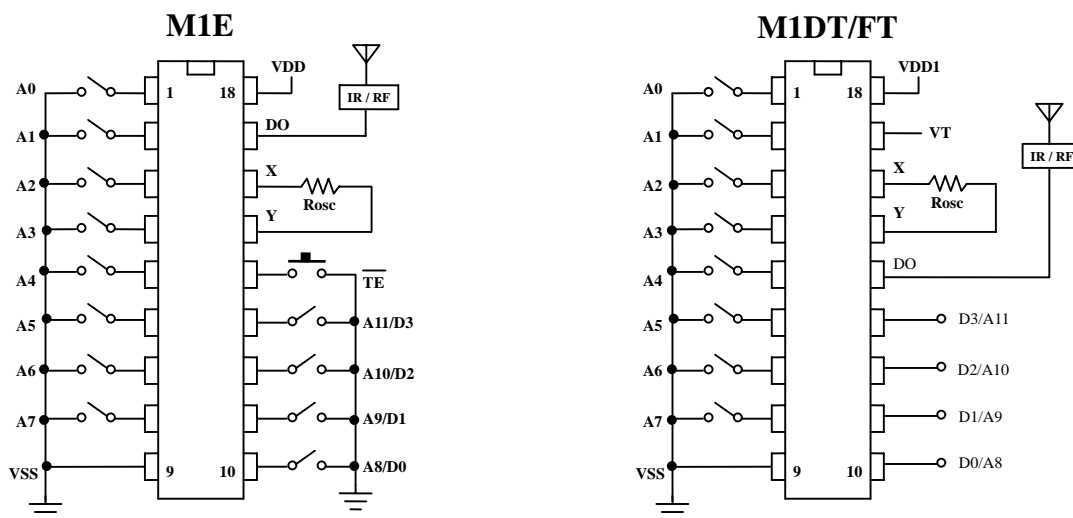 M1E
A0
A1
A2
A3
A4
A5
A6
A7
VSS
1
18
9
10
VDD
DO
IR / RF
X
Rosc
Y
TE
A11/D3
A10/D2
A9/D1
A8/D0
M1DT/FT
A0
A1
A2
A3
A4
A5
A6
A7
VSS
1
18
9
10
VDD1
VT
IR / RF
X
Rosc
Y
DO
D3/A11
D2/A10
D1/A9
D0/A8